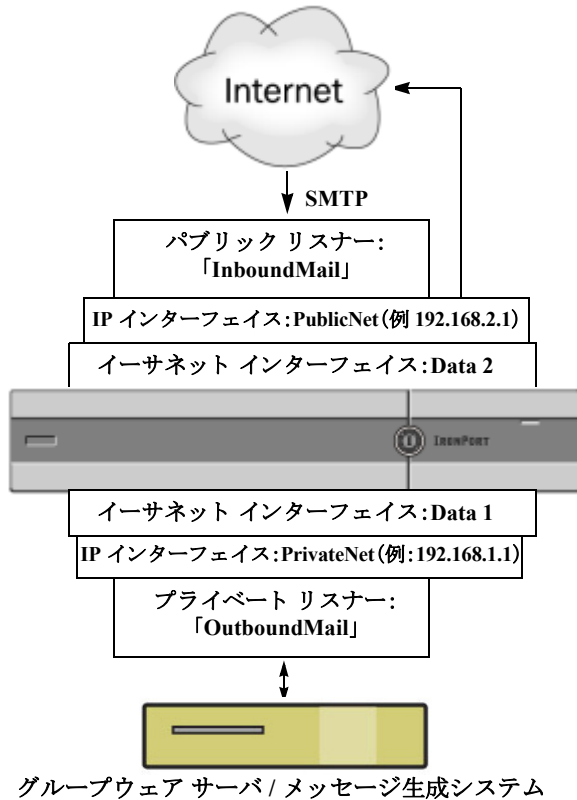 Internet
SMTP
パブリック リスナー:
「InboundMail」
IP インターフェイス:PublicNet(例 192.168.2.1)
イーサネット インターフェイス:Data 2
IRONPORT
イーサネット インターフェイス:Data 1
IP インターフェイス:PrivateNet(例:192.168.1.1)
プライベート リスナー:
「OutboundMail」
グループウェア サーバ / メッセージ生成システム